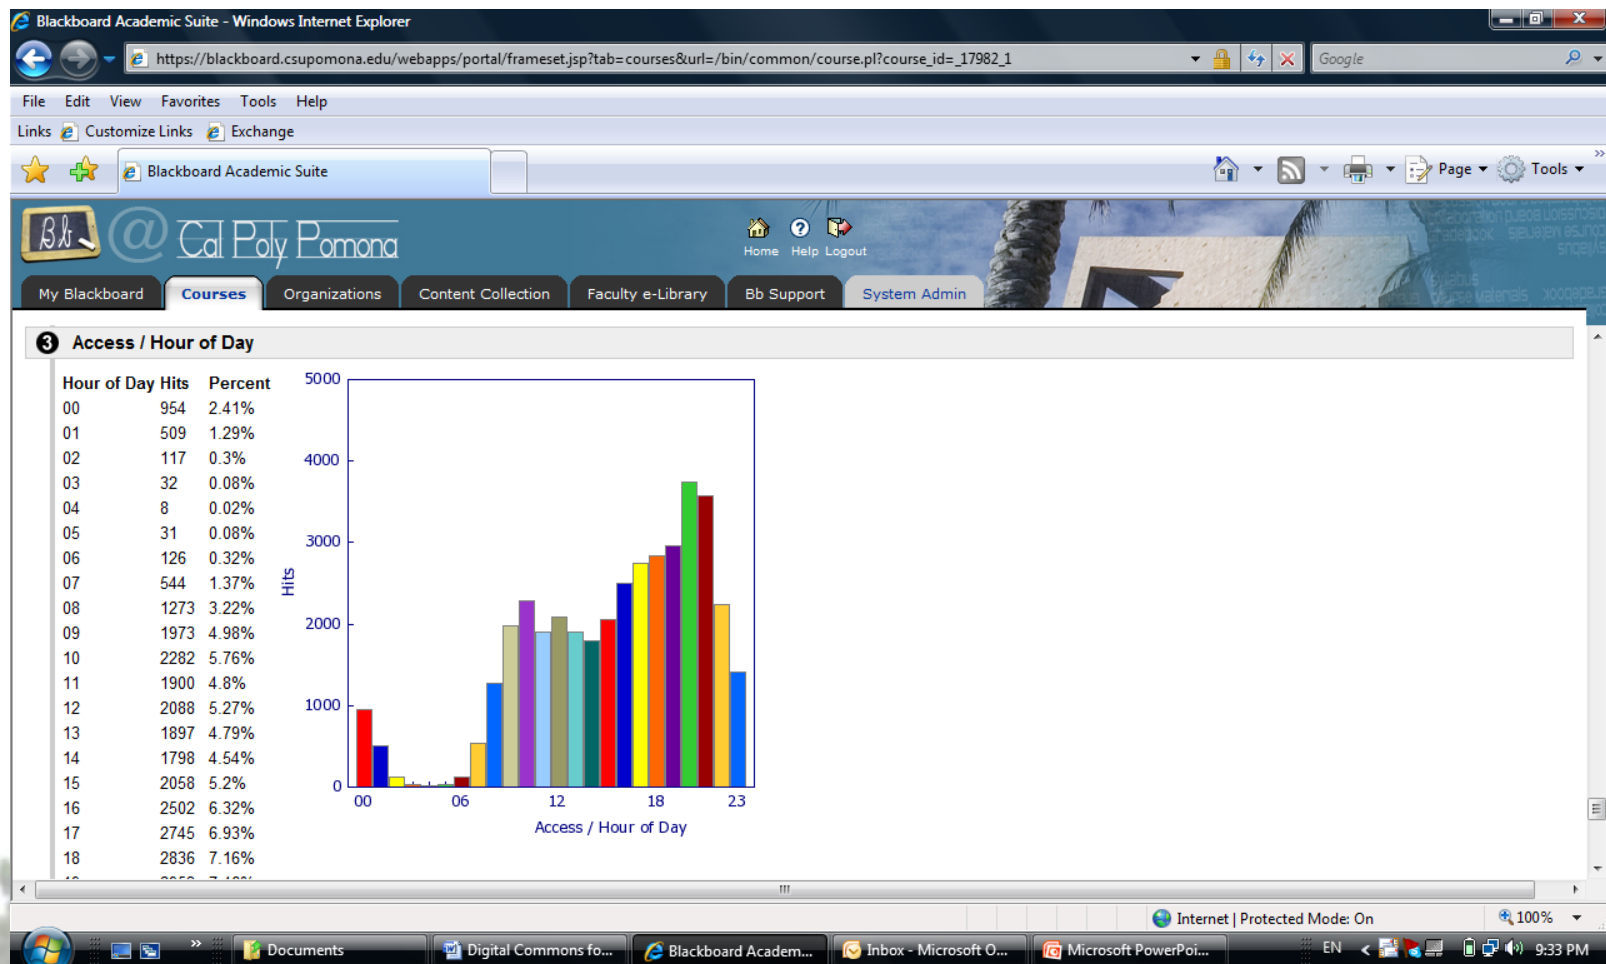 Blackboard Academic Suite - Windows Internet Explorer
https://blackboard.csupomona.edu/webapps/portal/frameset.jsp?tab=courses&url=/bin/common/course.pl?course_id=_17982_1
Google
File Edit View Favorites Tools Help
Links Customize Links Exchange
Blackboard Academic Suite
Page Tools
Bb @ Cal Poly Pomona
Home Help Logout
My Blackboard Courses Organizations Content Collection Faculty e-Library Bb Support System Admin
3 Access / Hour of Day
Hour of Day Hits Percent
00 954 2.41%
01 509 1.29%
02 117 0.3%
03 32 0.08%
04 8 0.02%
05 31 0.08%
06 126 0.32%
07 544 1.37%
08 1273 3.22%
09 1973 4.98%
10 2282 5.76%
11 1900 4.8%
12 2088 5.27%
13 1897 4.79%
14 1798 4.54%
15 2058 5.2%
16 2502 6.32%
17 2745 6.93%
18 2836 7.16%
5000
4000
3000
2000
1000
0
Hits
00 06 12 18 23
Access / Hour of Day
Internet | Protected Mode: On 100%
Documents Digital Commons fo... Blackboard Academ... Inbox - Microsoft O... Microsoft PowerPoi... EN 9:33 PM